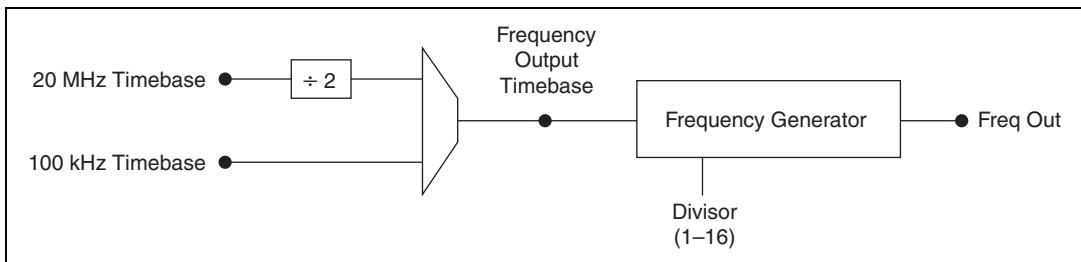 Frequency
Output
Timebase
20 MHz Timebase
÷ 2
Frequency Generator
Freq Out
100 kHz Timebase
Divisor
(1–16)